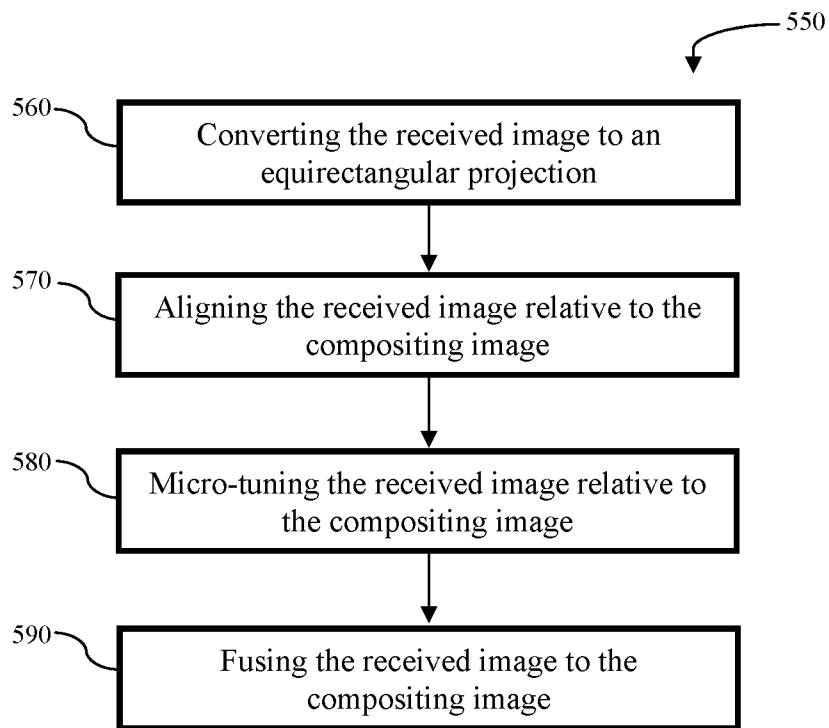 550
560
Converting the received image to an
equirectangular projection
570
Aligning the received image relative to the
compositing image
580
Micro-tuning the received image relative to
the compositing image
590
Fusing the received image to the
compositing image